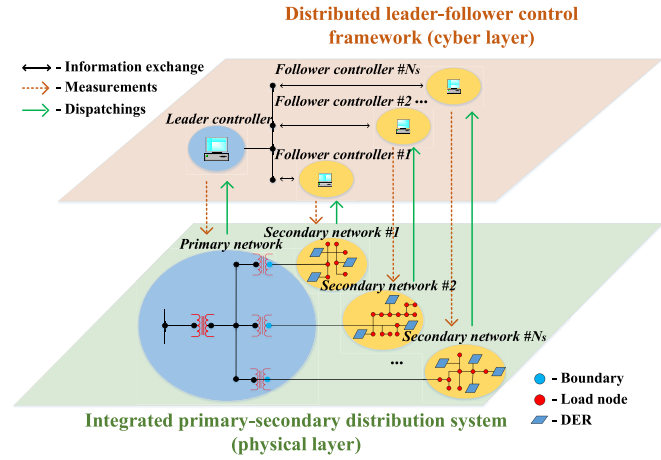 Distributed leader-follower control
framework (cyber layer)
- Information exchange
- Measurements
- Dispatchings
Follower controller #Ns
Follower controller #2
...
Leader controller
Follower controller #1
Secondary network #1
Primary network
Secondary network #2
Secondary network #Ns
...
- Boundary
- Load node
- DER
Integrated primary-secondary distribution system
(physical layer)